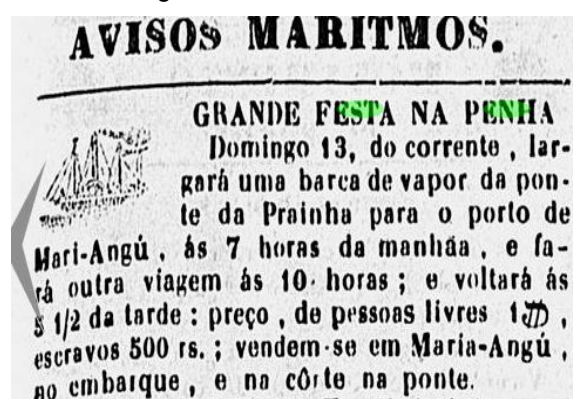 AVISOS MARITMOS.
GRANDE FESTA NA PENHA
Domingo 13, do corrente , lar-
gará uma barca de vapor da pon-
te da Prainha para o porto de
Mari-Angú , ás 7 horas da manhãa , e fa-
rá outra viagem ás 10 horas ; e voltará ás
5 1/2 da tarde : preço , de pessoas livres 1$
escravos 500 rs. ; vendem-se em Maria-Angú ,
ao embarque , e na côrte na ponte.